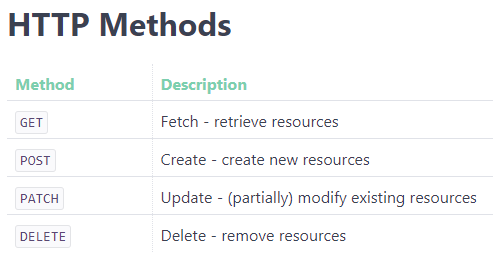 HTTP Methods
Method Description
GET Fetch - retrieve resources
POST Create - create new resources
PATCH Update - (partially) modify existing resources
DELETE Delete - remove resources